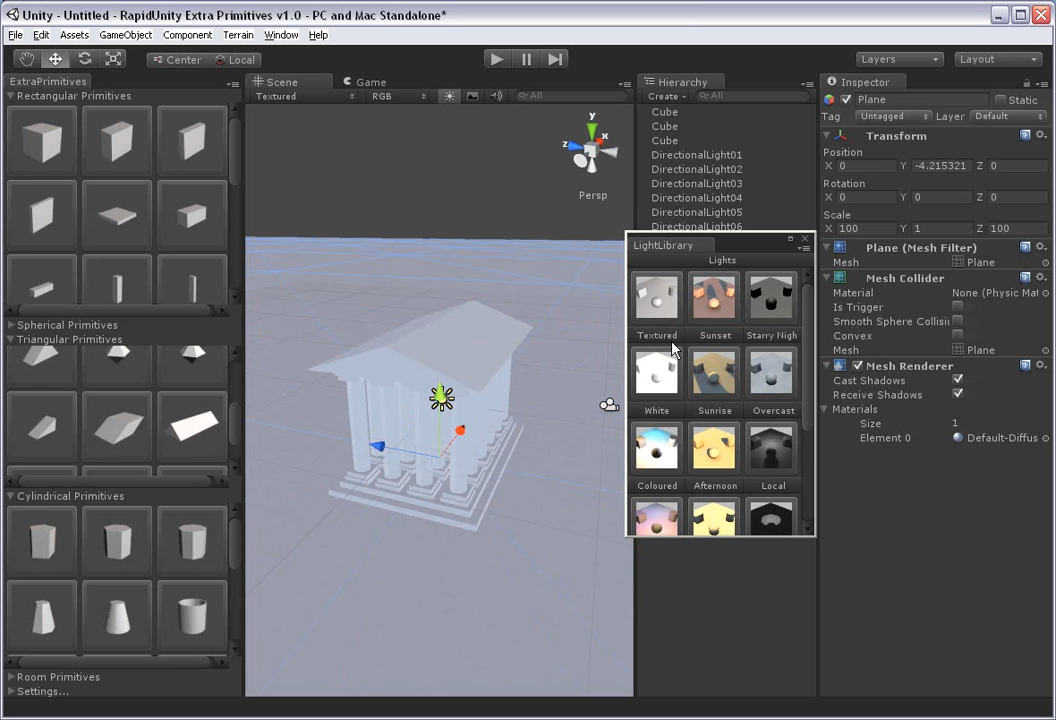 Unity - Untitled - RapidUnity Extra Primitives v1.0 - PC and Mac Standalone*
File Edit Assets GameObject Component Terrain Window Help
Center Local Layers Layout
ExtraPrimitives
Rectangular Primitives
Spherical Primitives
Triangular Primitives
Cylindrical Primitives
Room Primitives
Settings...
Scene Game
Textured RGB All
y
x
z
Persp
Hierarchy
Create All
Cube
Cube
Cube
DirectionalLight01
DirectionalLight02
DirectionalLight03
DirectionalLight04
DirectionalLight05
DirectionalLight06
LightLibrary
Lights
Textured Sunset Starry Nigh
White Sunrise Overcast
Coloured Afternoon Local
Inspector
Plane Static
Tag Untagged Layer Default
Transform
Position
X 0 Y -4.215321 Z 0
Rotation
X 0 Y 0 Z 0
Scale
X 100 Y 1 Z 100
Plane (Mesh Filter)
Mesh Plane
Mesh Collider
Material None (Physic Mat
Is Trigger
Smooth Sphere Collisio
Convex
Mesh Plane
Mesh Renderer
Cast Shadows
Receive Shadows
Materials
Size 1
Element 0 Default-Diffus